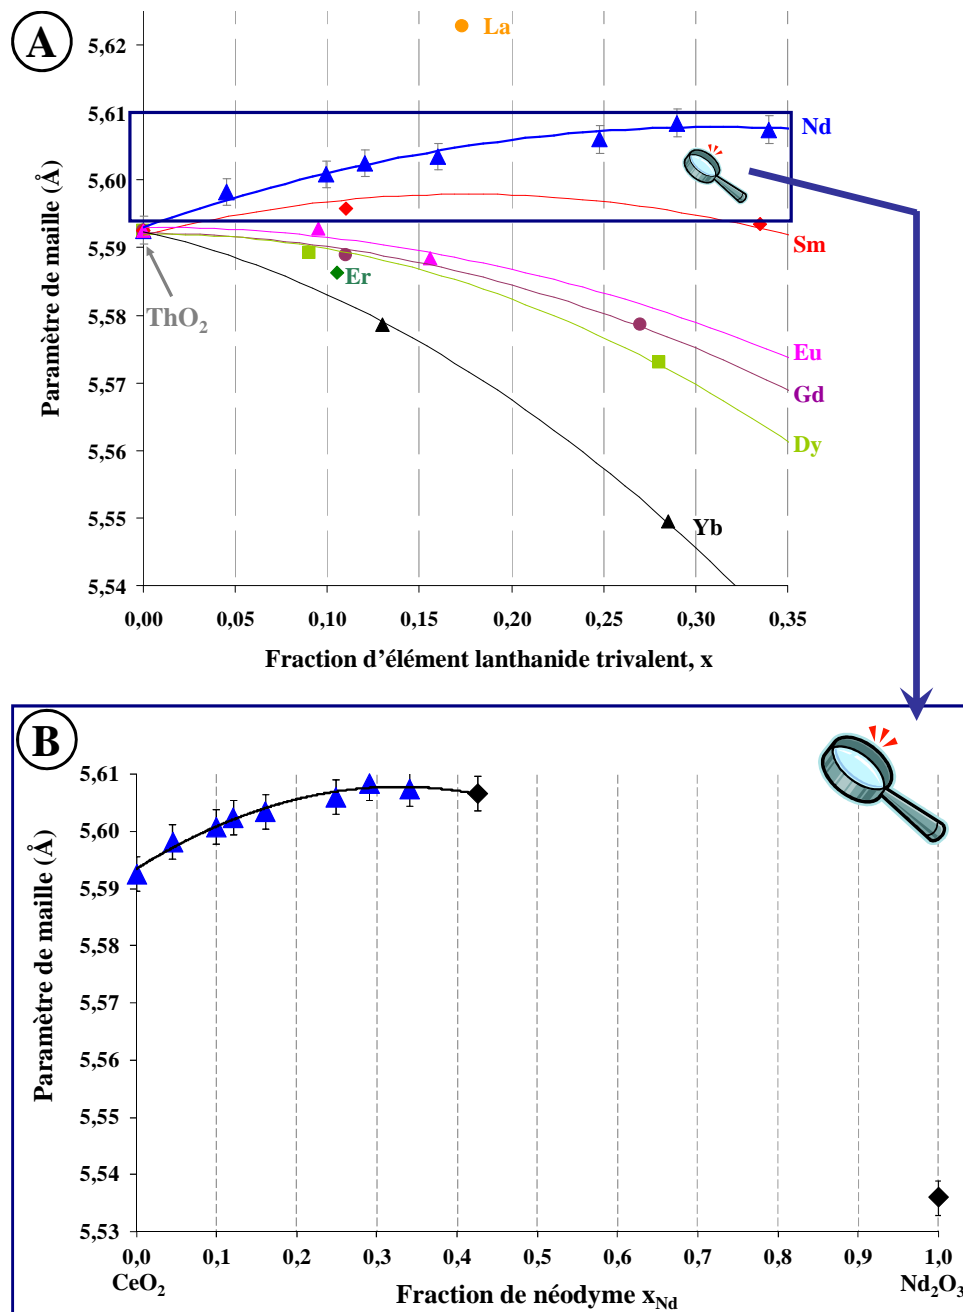 A
5,62
5,61
5,60
5,59
5,58
5,57
5,56
5,55
5,54
Paramètre de maille (Å)
La
Nd
Sm
Er
ThO₂
Eu
Gd
Dy
Yb
0,00 0,05 0,10 0,15 0,20 0,25 0,30 0,35
Fraction d'élément lanthanide trivalent, x
B
5,61
5,60
5,59
5,58
5,57
5,56
5,55
5,54
5,53
Paramètre de maille (Å)
0,0 0,1 0,2 0,3 0,4 0,5 0,6 0,7 0,8 0,9 1,0
CeO₂ Nd₂O₃
Fraction de néodyme x_Nd